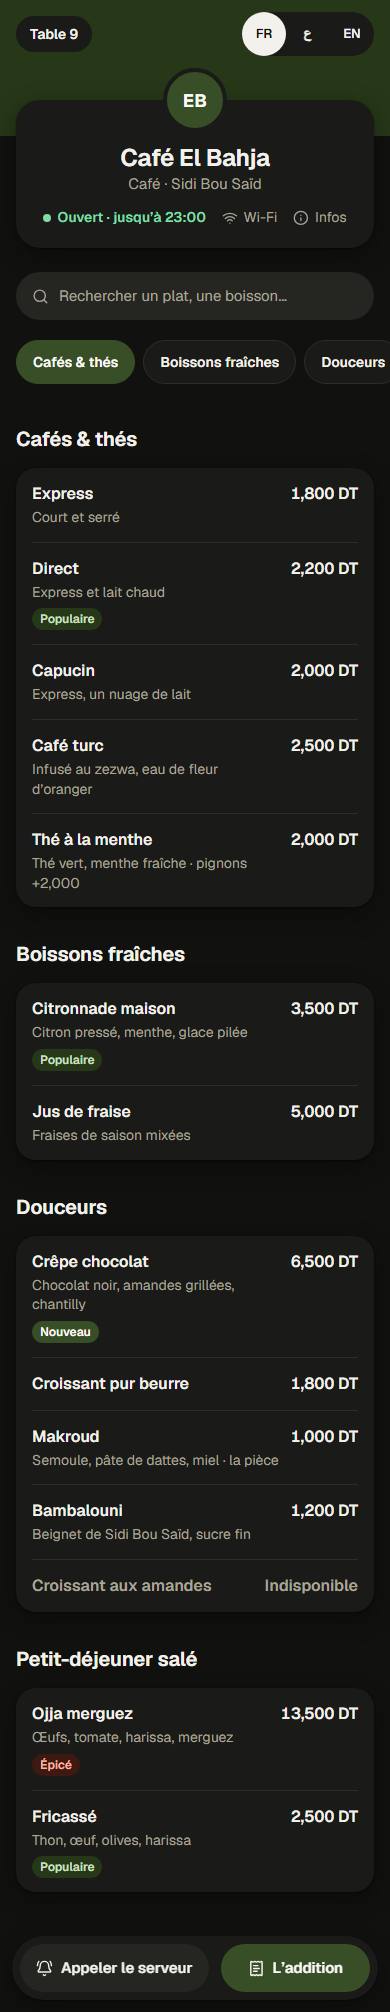 Table 9
FR ع EN
EB
Café El Bahja
Café · Sidi Bou Saïd
Ouvert · jusqu’à 23:00 Wi-Fi Infos
Rechercher un plat, une boisson…
Cafés & thés Boissons fraîches Douceurs
Cafés & thés
Express 1,800 DT
Court et serré
Direct 2,200 DT
Express et lait chaud
Populaire
Capucin 2,000 DT
Express, un nuage de lait
Café turc 2,500 DT
Infusé au zezwa, eau de fleur
d’oranger
Thé à la menthe 2,000 DT
Thé vert, menthe fraîche · pignons
+2,000
Boissons fraîches
Citronnade maison 3,500 DT
Citron pressé, menthe, glace pilée
Populaire
Jus de fraise 5,000 DT
Fraises de saison mixées
Douceurs
Crêpe chocolat 6,500 DT
Chocolat noir, amandes grillées,
chantilly
Nouveau
Croissant pur beurre 1,800 DT
Makroud 1,000 DT
Semoule, pâte de dattes, miel · la pièce
Bambalouni 1,200 DT
Beignet de Sidi Bou Saïd, sucre fin
Croissant aux amandes Indisponible
Petit-déjeuner salé
Ojja merguez 13,500 DT
Œufs, tomate, harissa, merguez
Épicé
Fricassé 2,500 DT
Thon, œuf, olives, harissa
Populaire
Appeler le serveur L’addition